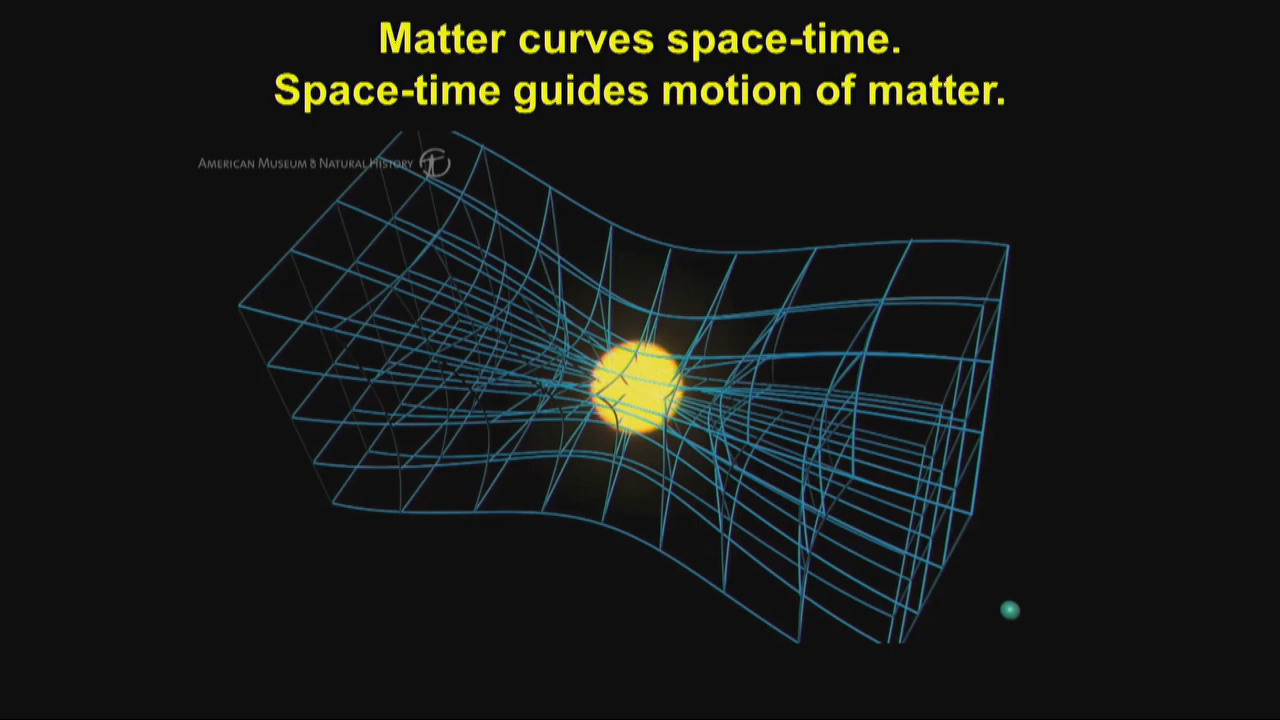 Matter curves space-time.
Space-time guides motion of matter.
AMERICAN MUSEUM ð NATURAL HISTORY